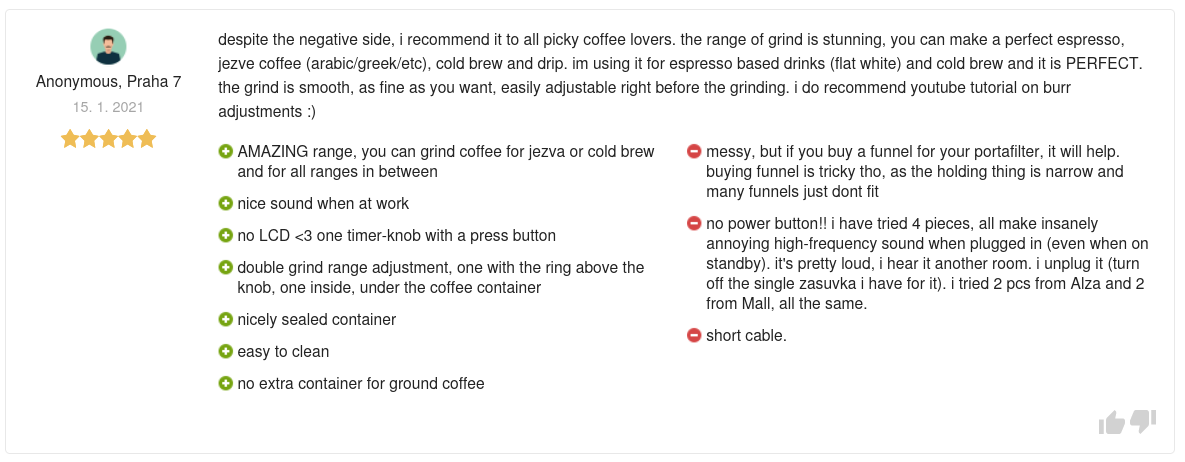 despite the negative side, i recommend it to all picky coffee lovers. the range of grind is stunning, you can make a perfect espresso,
jezve coffee (arabic/greek/etc), cold brew and drip. im using it for espresso based drinks (flat white) and cold brew and it is PERFECT.
the grind is smooth, as fine as you want, easily adjustable right before the grinding. i do recommend youtube tutorial on burr
adjustments :)
Anonymous, Praha 7
15. 1. 2021
AMAZING range, you can grind coffee for jezva or cold brew
and for all ranges in between
nice sound when at work
no LCD <3 one timer-knob with a press button
double grind range adjustment, one with the ring above the
knob, one inside, under the coffee container
nicely sealed container
easy to clean
no extra container for ground coffee
messy, but if you buy a funnel for your portafilter, it will help.
buying funnel is tricky tho, as the holding thing is narrow and
many funnels just dont fit
no power button!! i have tried 4 pieces, all make insanely
annoying high-frequency sound when plugged in (even when on
standby). it's pretty loud, i hear it another room. i unplug it (turn
off the single zasuvka i have for it). i tried 2 pcs from Alza and 2
from Mall, all the same.
short cable.